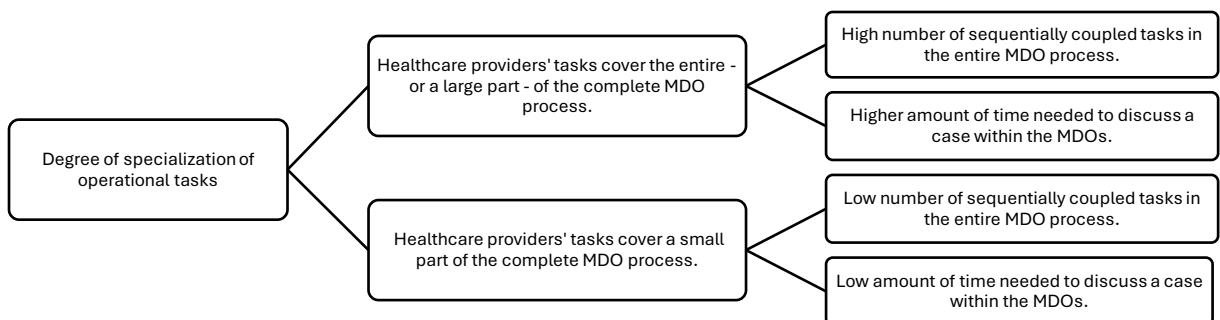 Degree of specialization of
operational tasks
Healthcare providers' tasks cover the entire -
or a large part - of the complete MDO
process.
High number of sequentially coupled tasks in
the entire MDO process.
Higher amount of time needed to discuss a
case within the MDOs.
Healthcare providers' tasks cover a small
part of the complete MDO process.
Low number of sequentially coupled tasks in
the entire MDO process.
Low amount of time needed to discuss a case
within the MDOs.